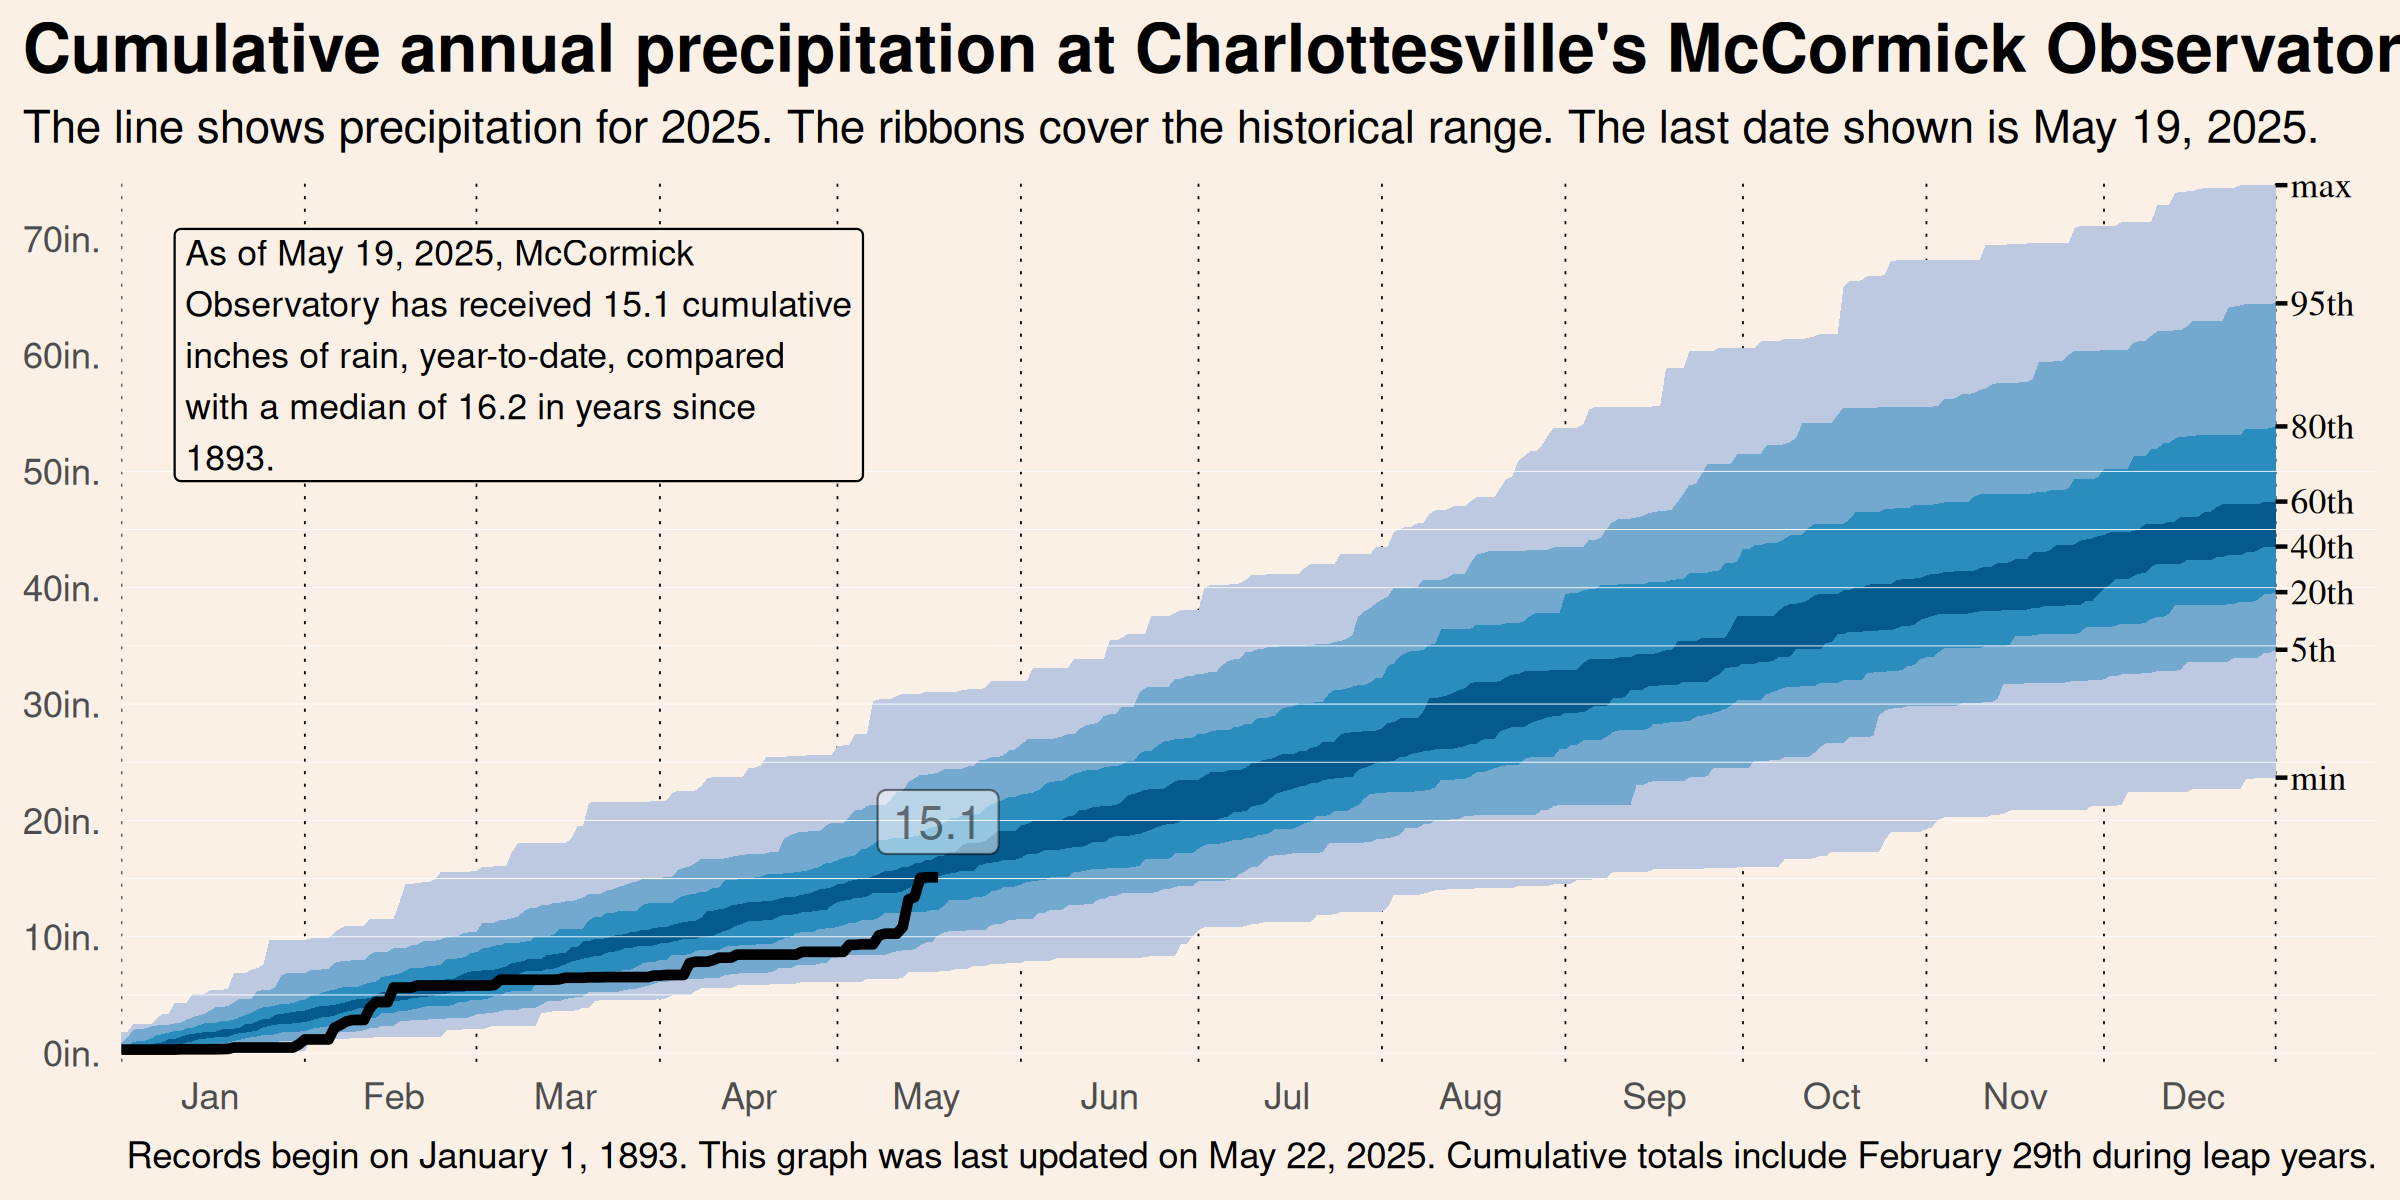 Cumulative annual precipitation at Charlottesville's McCormick Observator
The line shows precipitation for 2025. The ribbons cover the historical range. The last date shown is May 19, 2025.
max
70in.
As of May 19, 2025, McCormick
Observatory has received 15.1 cumulative
inches of rain, year-to-date, compared
with a median of 16.2 in years since
1893.
95th
60in.
80th
50in.
60th
40th
40in.
20th
5th
30in.
min
20in.
15.1
10in.
0in.
Jan Feb Mar Apr May Jun Jul Aug Sep Oct Nov Dec
Records begin on January 1, 1893. This graph was last updated on May 22, 2025. Cumulative totals include February 29th during leap years.